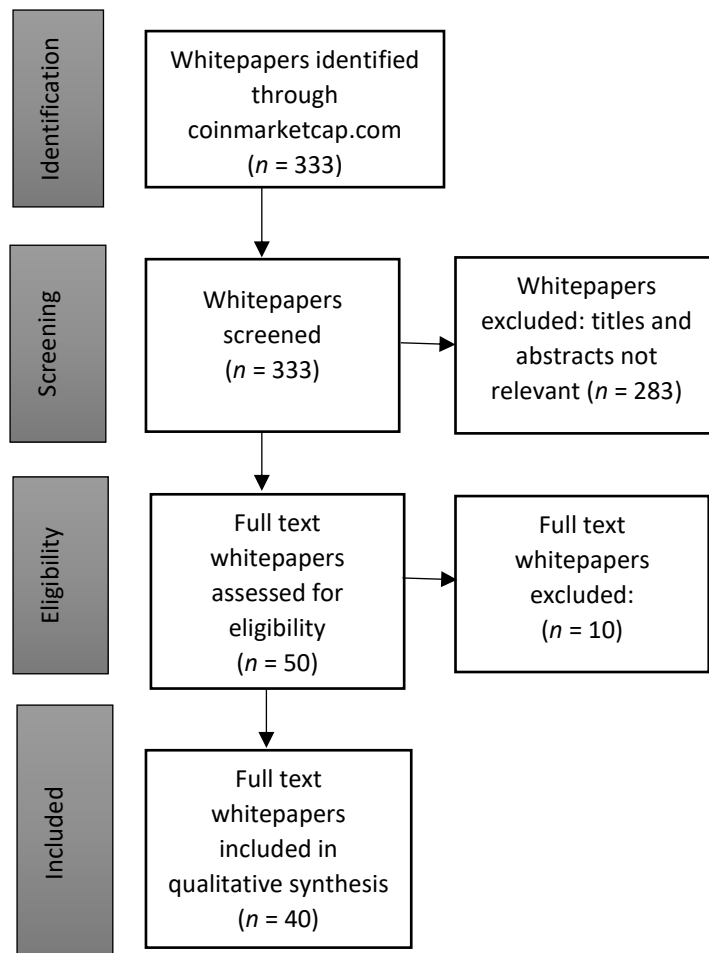 Identification
Whitepapers identified
through
coinmarketcap.com
(n = 333)
Screening
Whitepapers
screened
(n = 333)
Whitepapers
excluded: titles and
abstracts not
relevant (n = 283)
Eligibility
Full text
whitepapers
assessed for
eligibility
(n = 50)
Full text
whitepapers
excluded:
(n = 10)
Included
Full text
whitepapers
included in
qualitative synthesis
(n = 40)